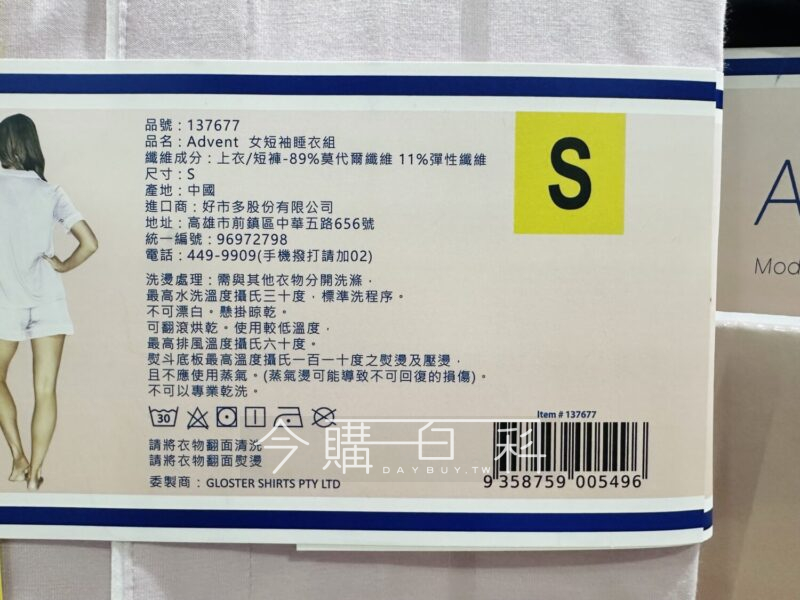 品號：137677
品名：Advent 女短袖睡衣組
纖維成分：上衣/短褲-89%莫代爾纖維 11%彈性纖維
尺寸：S
產地：中國
進口商：好市多股份有限公司
地址：高雄市前鎮區中華五路656號
統一編號：96972798
電話：449-9909(手機撥打請加02)
洗燙處理：需與其他衣物分開洗滌，
最高水洗溫度攝氏三十度，標準洗程序。
不可漂白。懸掛晾乾。
可翻滾烘乾。使用較低溫度，
最高排風溫度攝氏六十度。
熨斗底板最高溫度攝氏一百一十度之熨燙及壓燙，
且不應使用蒸氣。(蒸氣燙可能導致不可回復的損傷)。
不可以專業乾洗。
30
請將衣物翻面清洗
請將衣物翻面熨燙
委製商：GLOSTER SHIRTS PTY LTD
S
Item # 137677
9 358759 005496
今購百科
DAYBUY.TW
A
Mod